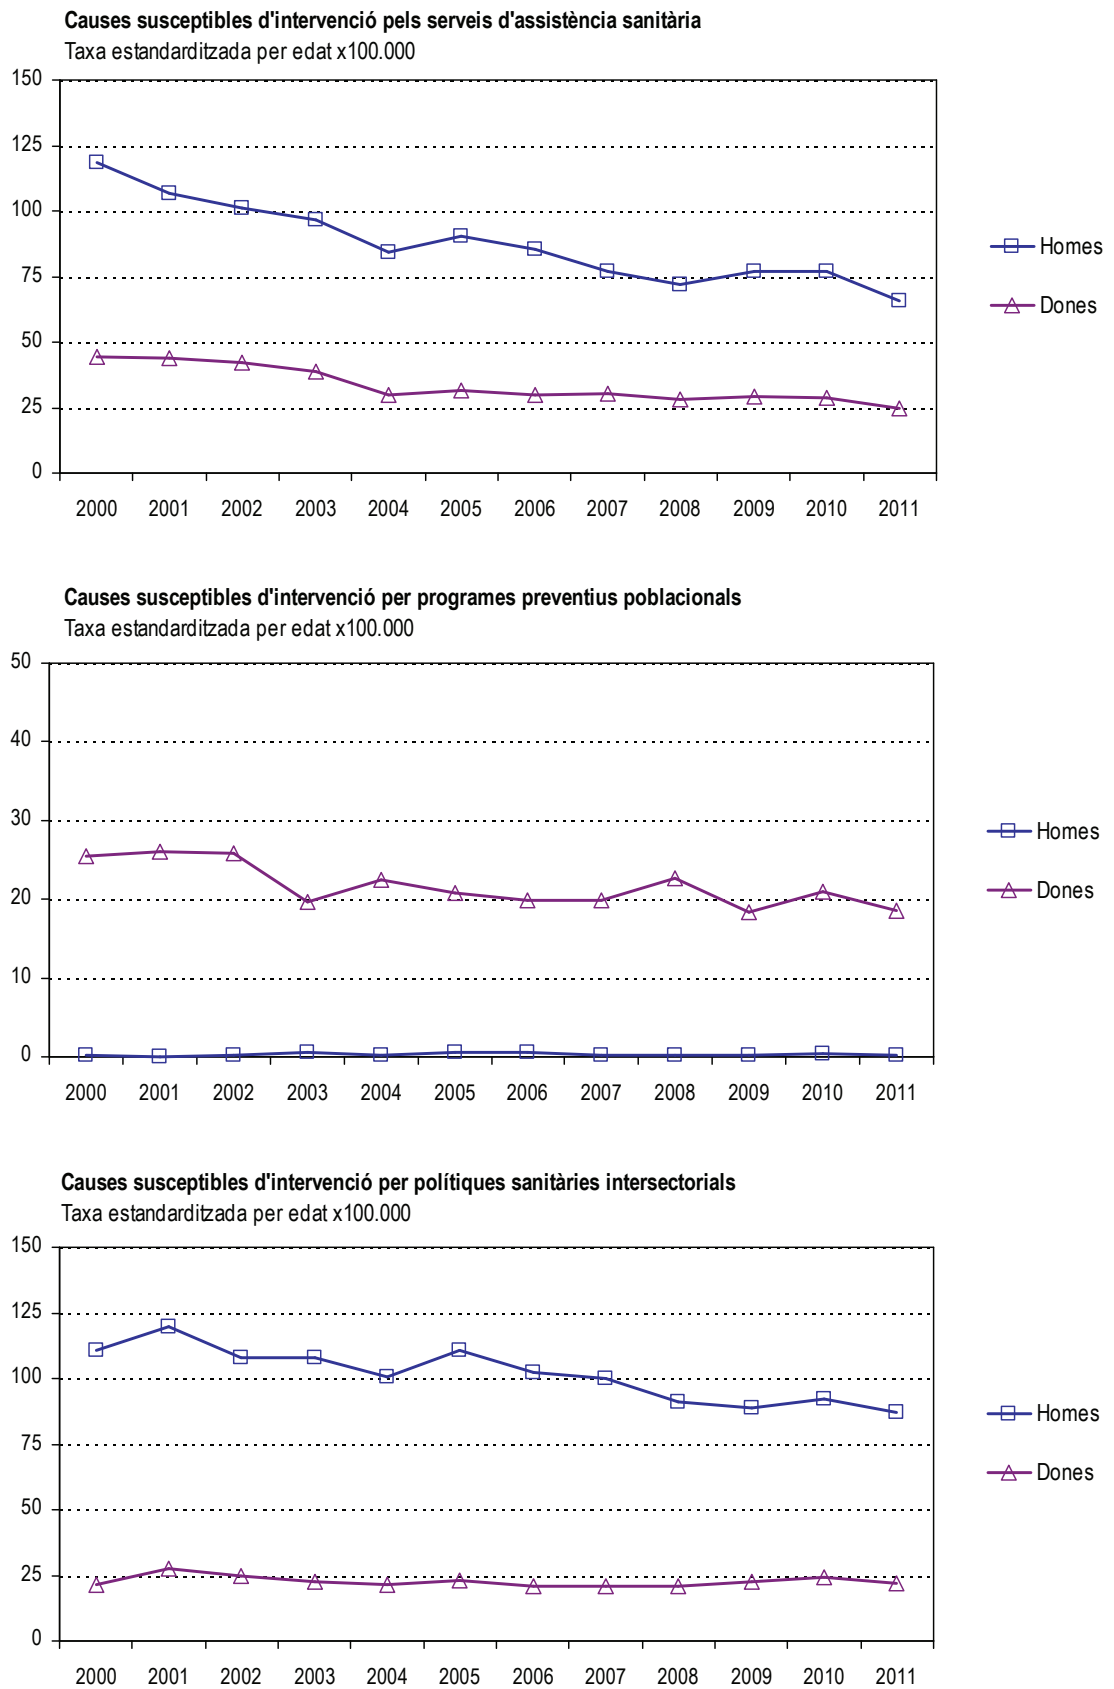 Causes susceptibles d'intervenció pels serveis d'assistència sanitària
Taxa estandarditzada per edat x100.000
150
125
100
75
50
25
0
2000 2001 2002 2003 2004 2005 2006 2007 2008 2009 2010 2011
Homes
Dones
Causes susceptibles d'intervenció per programes preventius poblacionals
Taxa estandarditzada per edat x100.000
50
40
30
20
10
0
2000 2001 2002 2003 2004 2005 2006 2007 2008 2009 2010 2011
Homes
Dones
Causes susceptibles d'intervenció per polítiques sanitàries intersectorials
Taxa estandarditzada per edat x100.000
150
125
100
75
50
25
0
2000 2001 2002 2003 2004 2005 2006 2007 2008 2009 2010 2011
Homes
Dones